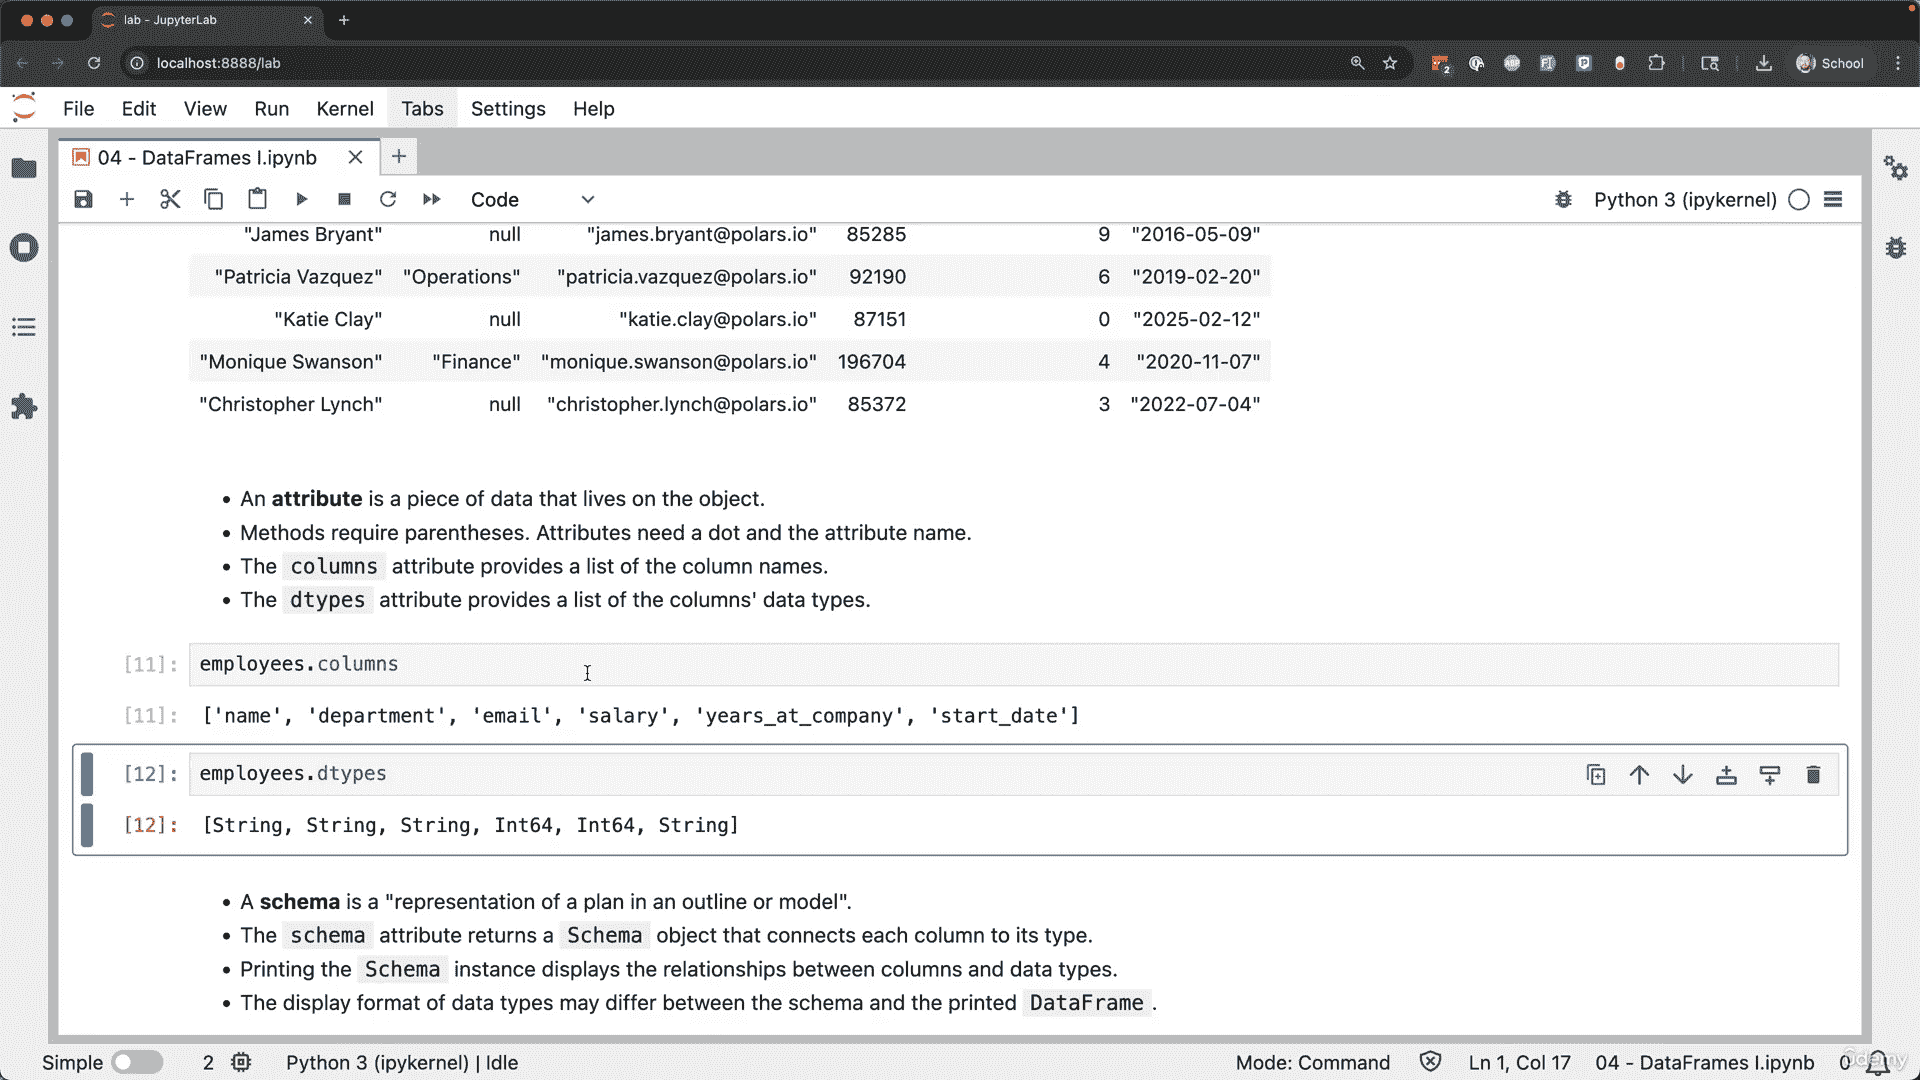 lab - JupyterLab
localhost:8888/lab
2
ABP
School
File Edit View Run Kernel Tabs Settings Help
04 - DataFrames I.ipynb
Code
Python 3 (ipykernel)
"James Bryant" null "james.bryant@polars.io" 85285 9 "2016-05-09"
"Patricia Vazquez" "Operations" "patricia.vazquez@polars.io" 92190 6 "2019-02-20"
"Katie Clay" null "katie.clay@polars.io" 87151 0 "2025-02-12"
"Monique Swanson" "Finance" "monique.swanson@polars.io" 196704 4 "2020-11-07"
"Christopher Lynch" null "christopher.lynch@polars.io" 85372 3 "2022-07-04"
• An attribute is a piece of data that lives on the object.
• Methods require parentheses. Attributes need a dot and the attribute name.
• The columns attribute provides a list of the column names.
• The dtypes attribute provides a list of the columns' data types.
[11]: employees.columns
[11]: ['name', 'department', 'email', 'salary', 'years_at_company', 'start_date']
[12]: employees.dtypes
[12]: [String, String, String, Int64, Int64, String]
• A schema is a "representation of a plan in an outline or model".
• The schema attribute returns a Schema object that connects each column to its type.
• Printing the Schema instance displays the relationships between columns and data types.
• The display format of data types may differ between the schema and the printed DataFrame .
Simple 2 Python 3 (ipykernel) | Idle Mode: Command Ln 1, Col 17 04 - DataFrames I.ipynb 0
Udemy